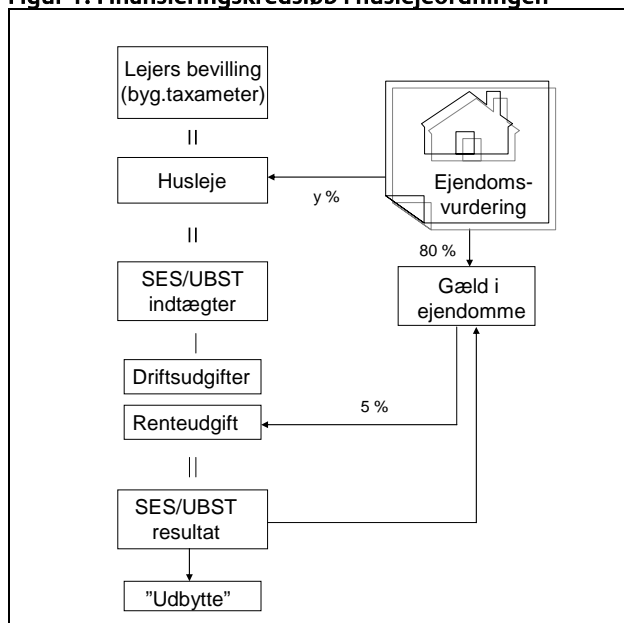 Figur 1: Finansieringskredsløb i huslejeordningen
Lejers bevilling
(byg.taxameter)
=
Husleje
y %
Ejendoms-
vurdering
=
80 %
SES/UBST
indtægter
Gæld i
ejendomme
|
Driftsudgifter
Renteudgift
5 %
=
SES/UBST
resultat
”Udbytte”